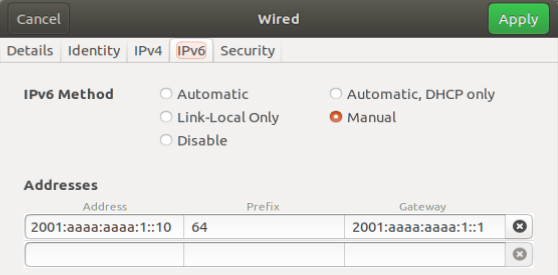 Cancel Wired Apply
Details Identity IPv4 IPv6 Security
IPv6 Method Automatic Automatic, DHCP only
Link-Local Only Manual
Disable
Addresses
Address Prefix Gateway
2001:aaaa:aaaa:1::10 64 2001:aaaa:aaaa:1::1